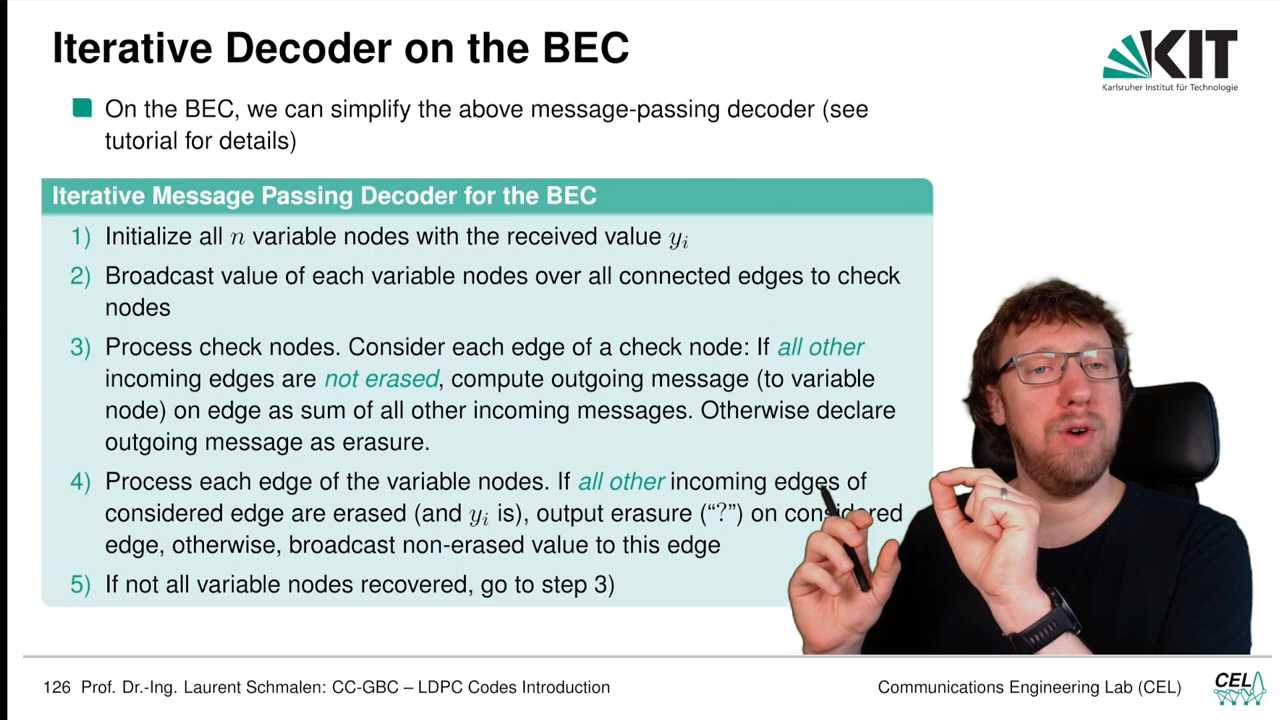 Iterative Decoder on the BEC
KIT
Karlsruher Institut für Technologie
On the BEC, we can simplify the above message-passing decoder (see
tutorial for details)
Iterative Message Passing Decoder for the BEC
1) Initialize all n variable nodes with the received value yᵢ
2) Broadcast value of each variable nodes over all connected edges to check
nodes
3) Process check nodes. Consider each edge of a check node: If all other
incoming edges are not erased, compute outgoing message (to variable
node) on edge as sum of all other incoming messages. Otherwise declare
outgoing message as erasure.
4) Process each edge of the variable nodes. If all other incoming edges of
considered edge are erased (and yᵢ is), output erasure (“?”) on considered
edge, otherwise, broadcast non-erased value to this edge
5) If not all variable nodes recovered, go to step 3)
126 Prof. Dr.-Ing. Laurent Schmalen: CC-GBC – LDPC Codes Introduction
Communications Engineering Lab (CEL)
CEL